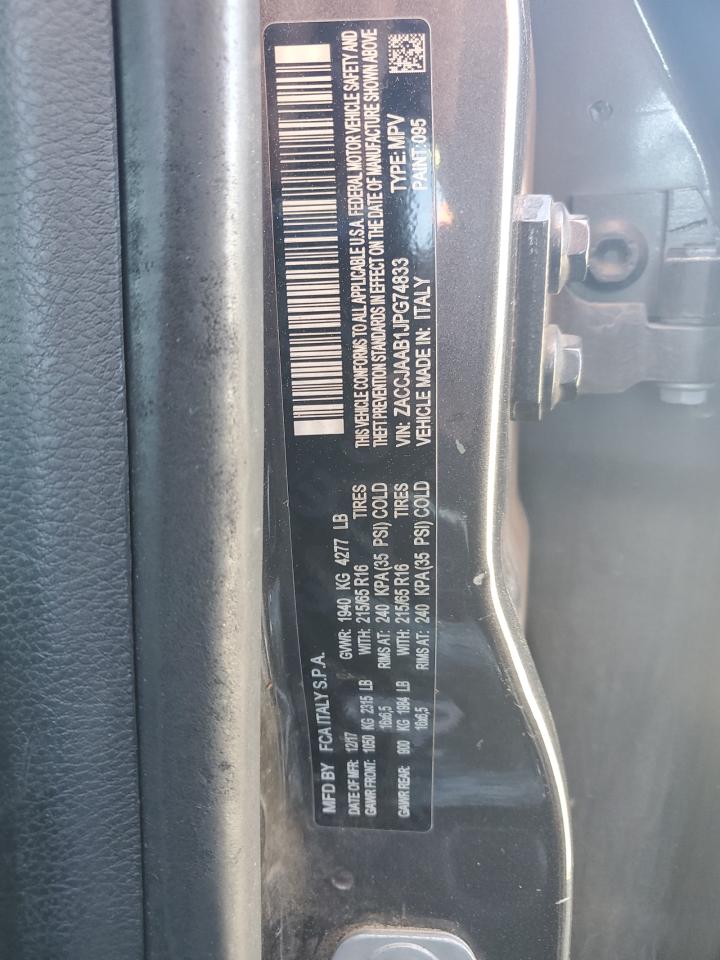 MFD BY FCA ITALY S.P.A.
DATE OF MFR: 12/17 GVWR: 1940 KG 4277 LB
GAWR FRONT: 1050 KG 2315 LB WITH: 215/65 R16 TIRES
16x6,5 RIMS AT: 240 KPA (35 PSI) COLD
GAWR REAR: 900 KG 1984 LB WITH: 215/65 R16 TIRES
16x6,5 RIMS AT: 240 KPA (35 PSI) COLD
THIS VEHICLE CONFORMS TO ALL APPLICABLE U.S.A. FEDERAL MOTOR VEHICLE SAFETY AND
THEFT PREVENTION STANDARDS IN EFFECT ON THE DATE OF MANUFACTURE SHOWN ABOVE
VIN: ZACCJAAB1JPG74833 TYPE: MPV
VEHICLE MADE IN: ITALY PAINT: 095